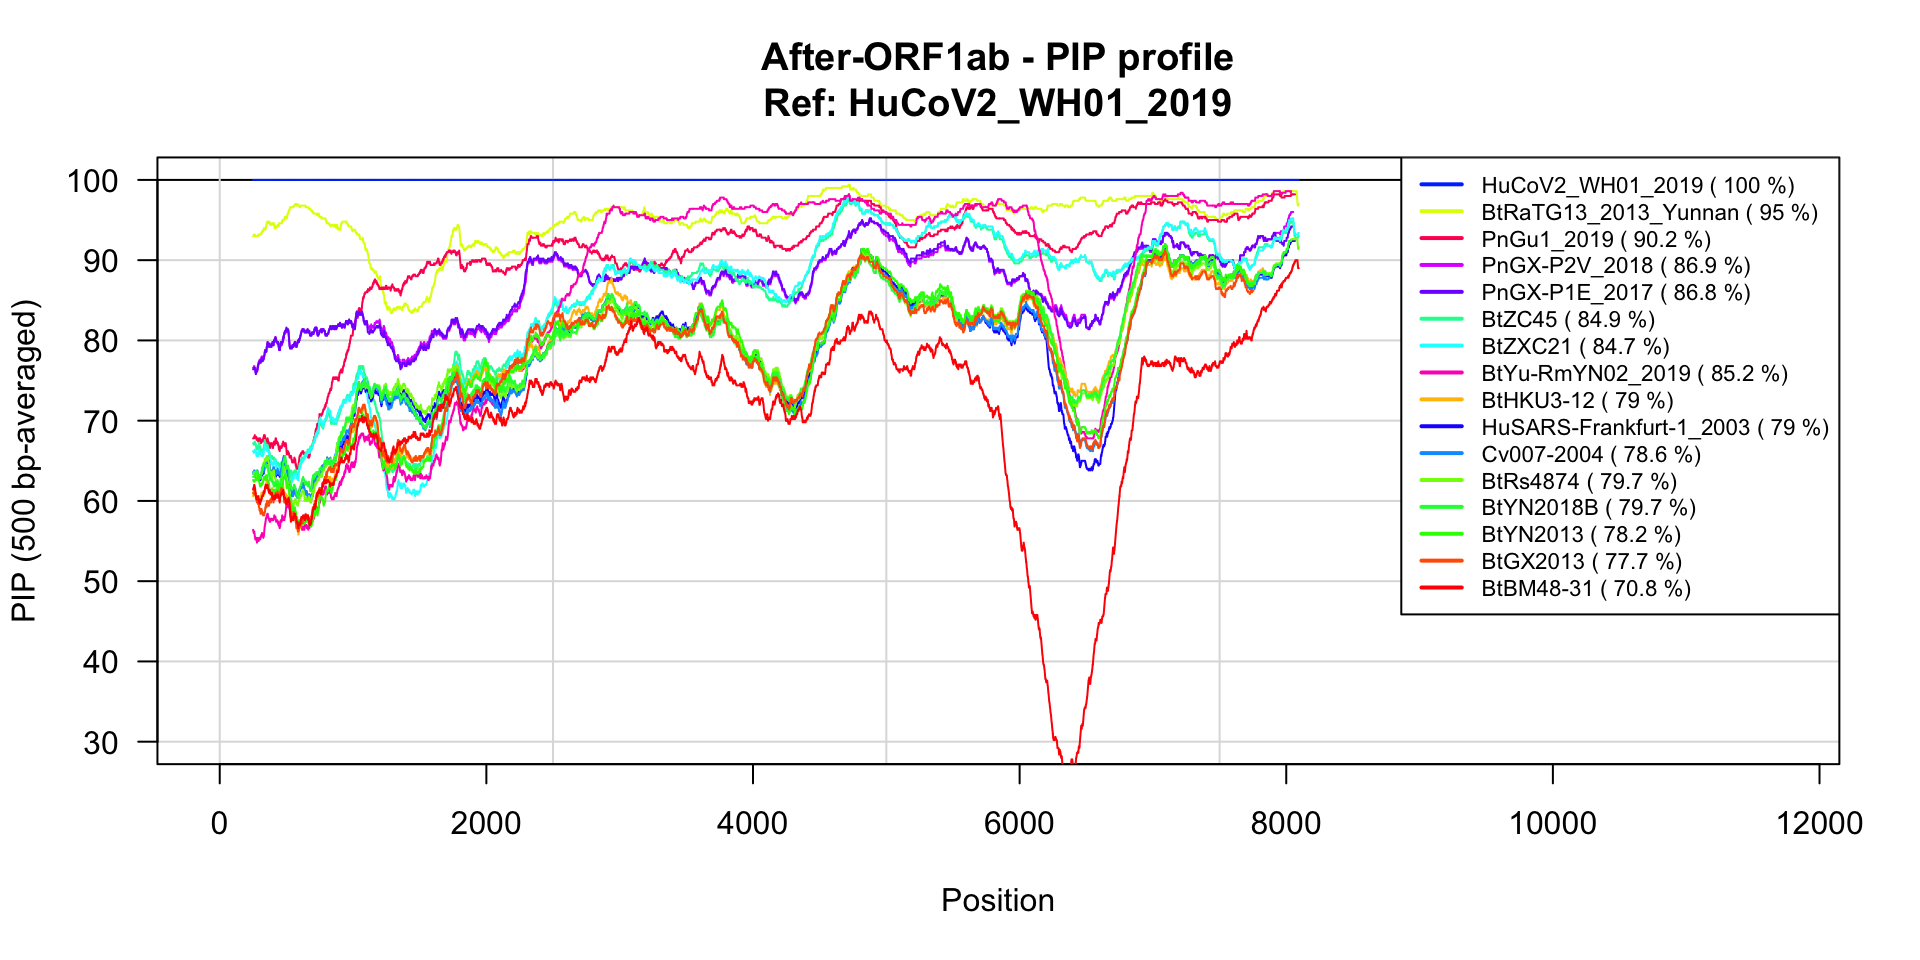 After-ORF1ab - PIP profile
Ref: HuCoV2_WH01_2019
PIP (500 bp-averaged)
100
90
80
70
60
50
40
30
HuCoV2_WH01_2019 ( 100 %)
BtRaTG13_2013_Yunnan ( 95 %)
PnGu1_2019 ( 90.2 %)
PnGX-P2V_2018 ( 86.9 %)
PnGX-P1E_2017 ( 86.8 %)
BtZC45 ( 84.9 %)
BtZXC21 ( 84.7 %)
BtYu-RmYN02_2019 ( 85.2 %)
BtHKU3-12 ( 79 %)
HuSARS-Frankfurt-1_2003 ( 79 %)
Cv007-2004 ( 78.6 %)
BtRs4874 ( 79.7 %)
BtYN2018B ( 79.7 %)
BtYN2013 ( 78.2 %)
BtGX2013 ( 77.7 %)
BtBM48-31 ( 70.8 %)
0 2000 4000 6000 8000 10000 12000
Position